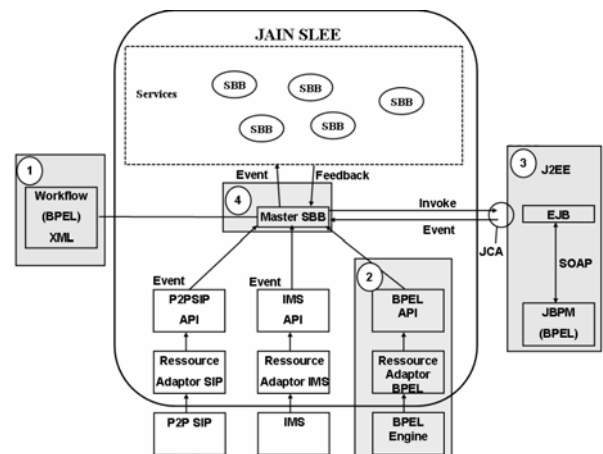 JAIN SLEE
Services
SBB
SBB
SBB
SBB
SBB
Event
Feedback
1
Workflow
(BPEL)
XML
4
Master SBB
Invoke
Event
JCA
3
J2EE
EJB
SOAP
JBPM
(BPEL)
Event
Event
2
P2PSIP
API
IMS
API
BPEL
API
Ressource
Adaptor SIP
Ressource
Adaptor IMS
Ressource
Adaptor
BPEL
P2P SIP
IMS
BPEL
Engine